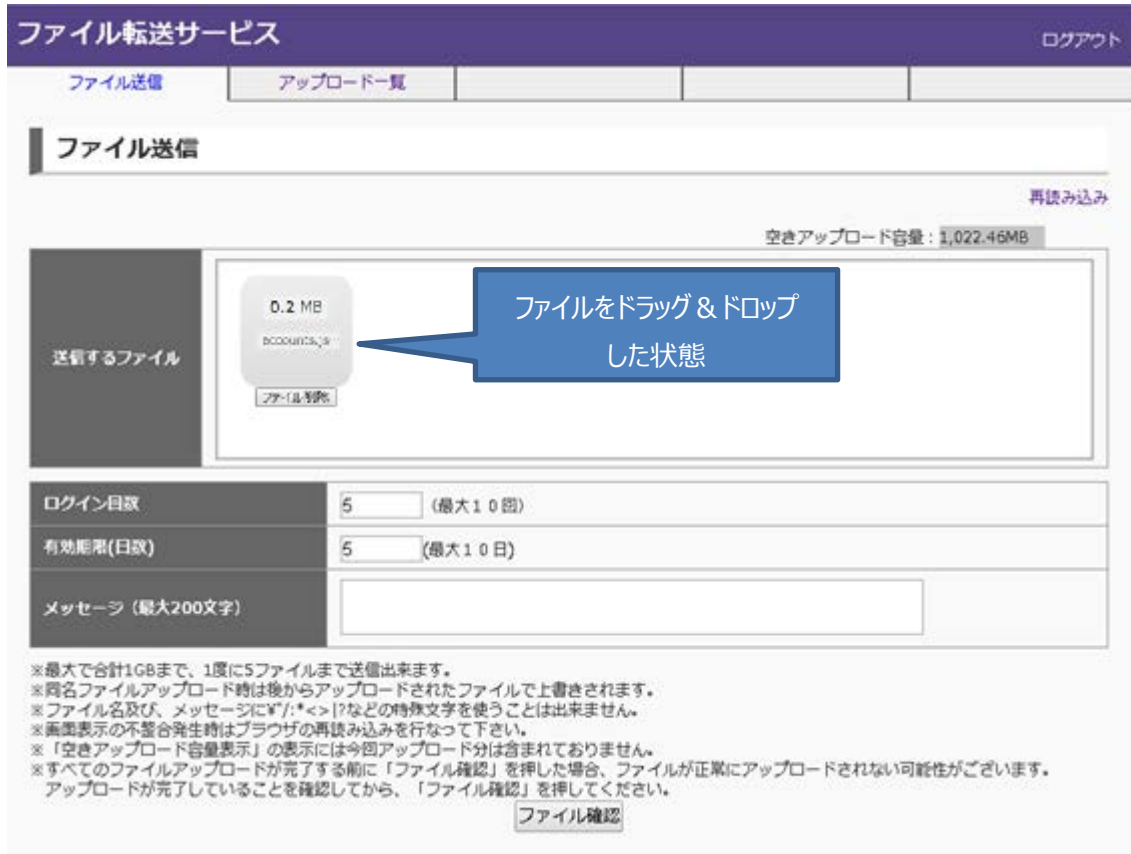 ファイル転送サービス
ログアウト
ファイル送信
アップロード一覧
ファイル送信
再読み込み
空きアップロード容量 : 1,022.46MB
送信するファイル
0.2 MB
accounts.js
ファイル削除
ファイルをドラッグ & ドロップ
した状態
ログイン回数
5 (最大10回)
有効期限(日数)
5 (最大10日)
メッセージ (最大200文字)
※最大で合計1GBまで、1度に5ファイルまで送信出来ます。
※同名ファイルアップロード時は後からアップロードされたファイルで上書きされます。
※ファイル名及び、メッセージに¥"/:*<>|?などの特殊文字を使うことは出来ません。
※画面表示の不整合発生時はブラウザの再読み込みを行なって下さい。
※「空きアップロード容量表示」の表示には今回アップロード分は含まれておりません。
※すべてのファイルアップロードが完了する前に「ファイル確認」を押した場合、ファイルが正常にアップロードされない可能性がございます。
アップロードが完了していることを確認してから、「ファイル確認」を押してください。
ファイル確認